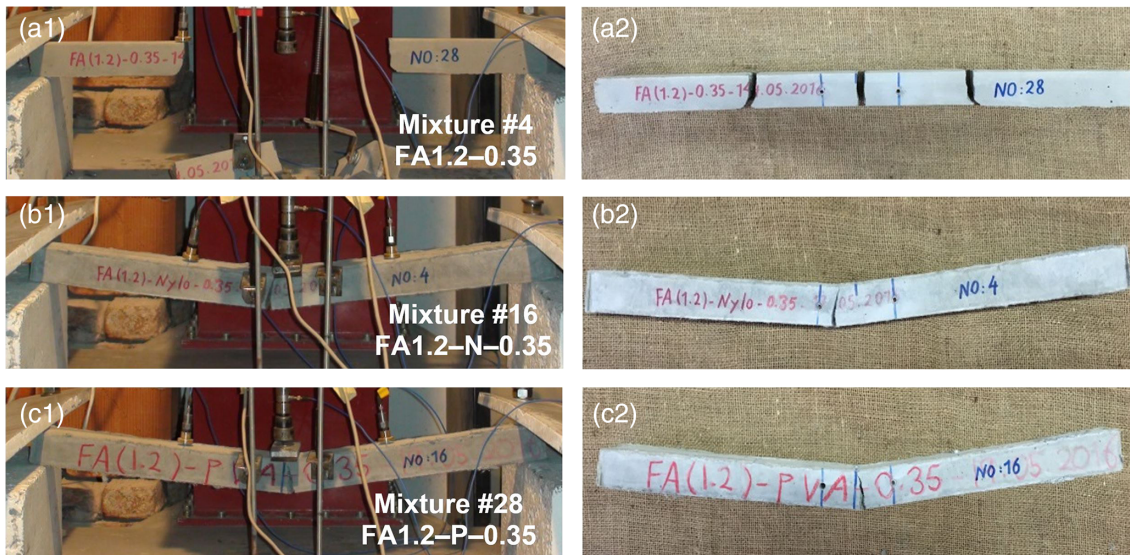 (a1)
FA(1.2)-0.35-14
NO:28
.05.201
Mixture #4
FA1.2–0.35
(a2)
FA(1.2)-0.35-14.05.2016
NO:28
(b1)
FA(1.2)-Nylo-0.35
NO:4
Mixture #16
FA1.2–N–0.35
(b2)
FA(1.2)-Nylo-0.35
.05.2016
NO:4
(c1)
FA(1.2)-PVA-0.35
NO:16
Mixture #28
FA1.2–P–0.35
(c2)
FA(1.2)-PVA 0.35
NO:16
.05 2016